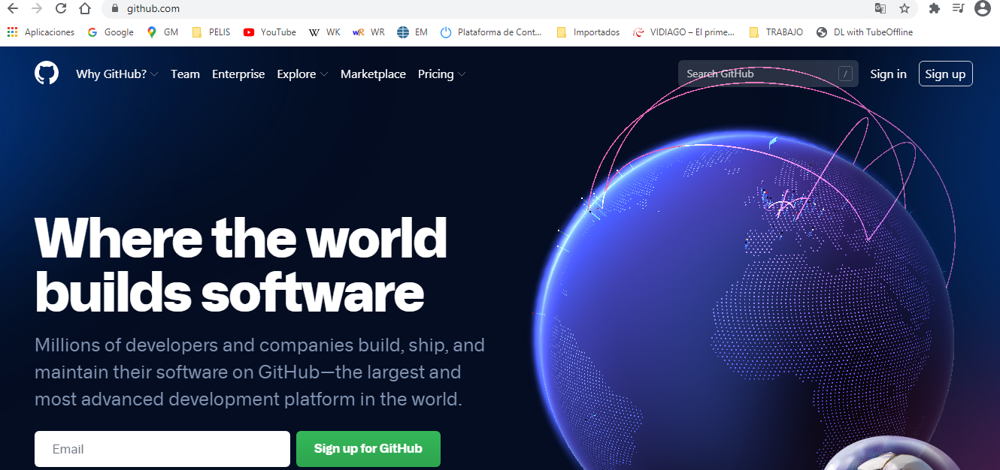 github.com
Aplicaciones Google GM PELIS YouTube WK WR EM Plataforma de Cont... Importados VIDIAGO – El prime... TRABAJO DL with TubeOffline
Why GitHub? Team Enterprise Explore Marketplace Pricing Search GitHub / Sign in Sign up
Where the world
builds software
Millions of developers and companies build, ship, and
maintain their software on GitHub—the largest and
most advanced development platform in the world.
Email Sign up for GitHub